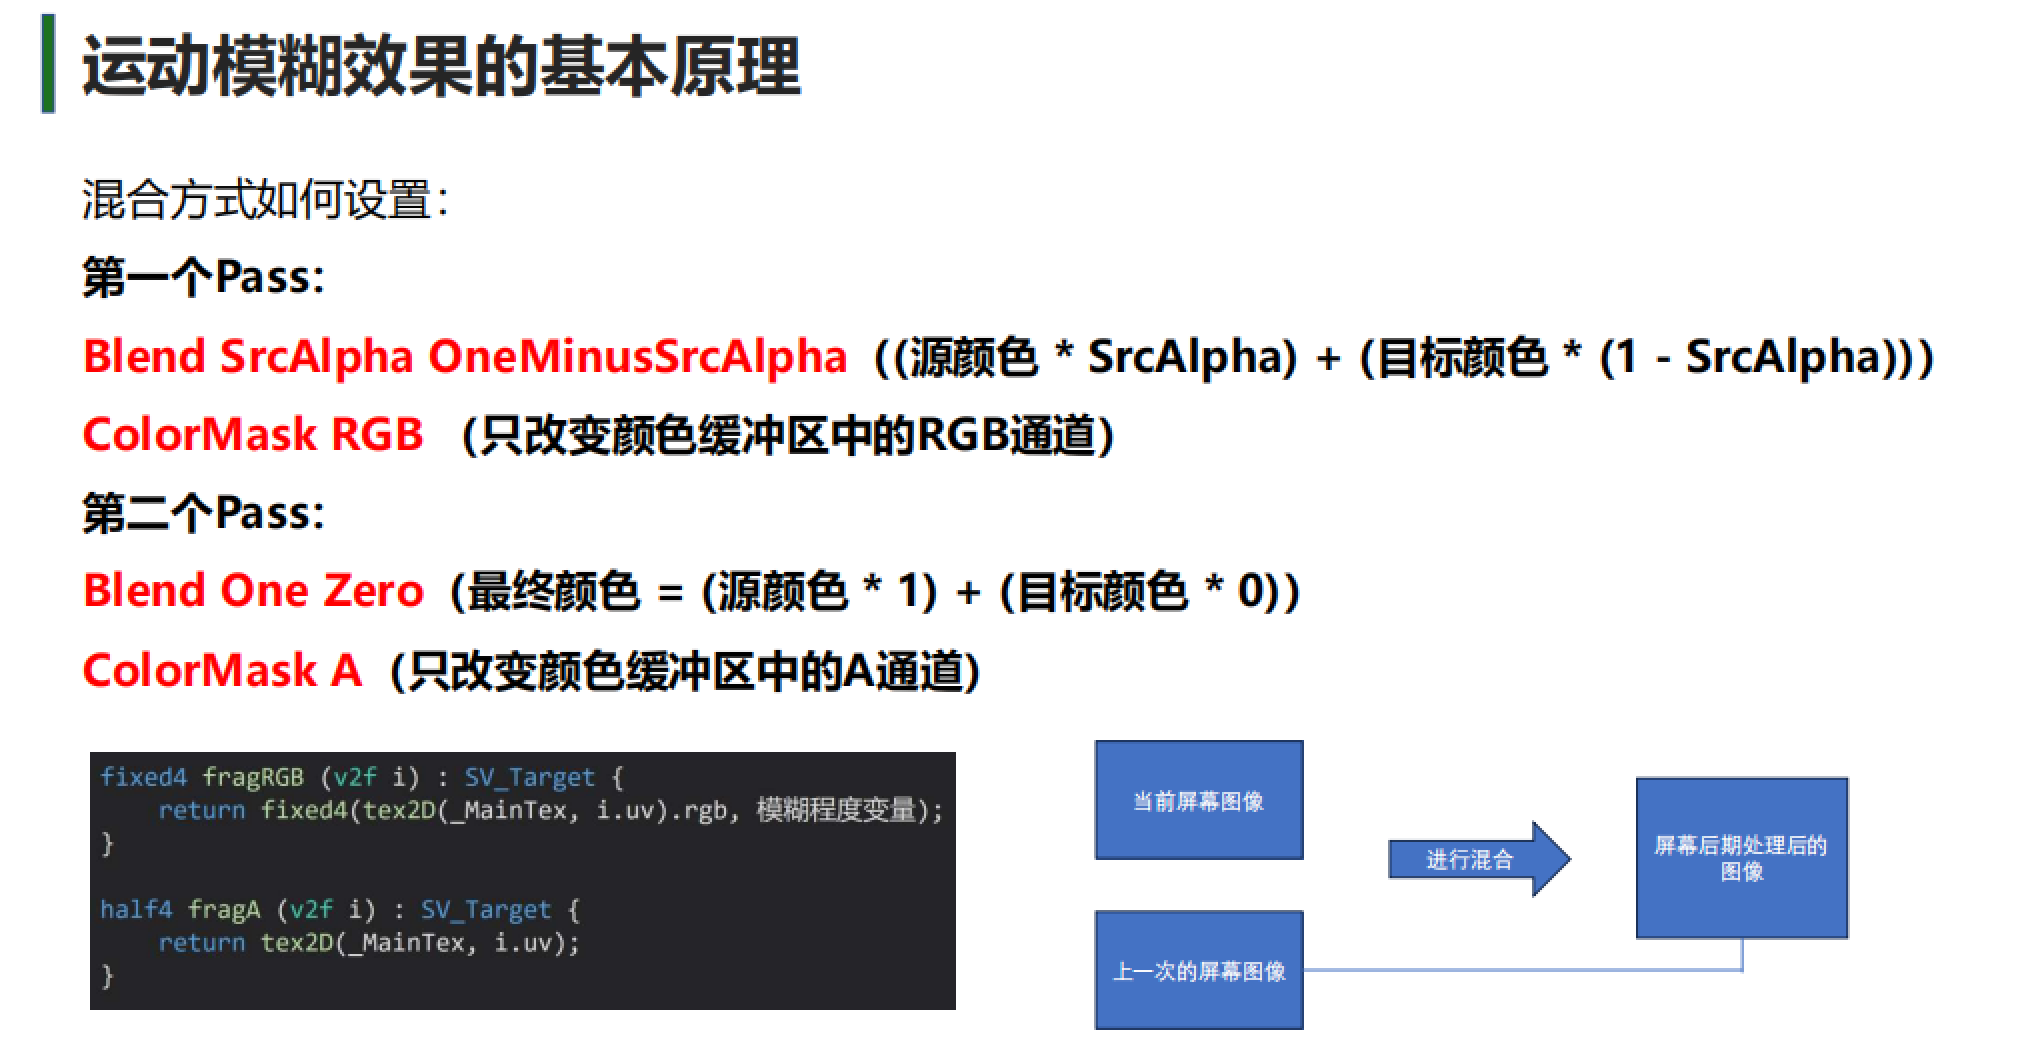 运动模糊效果的基本原理
混合方式如何设置：
第一个Pass：
Blend SrcAlpha OneMinusSrcAlpha（(源颜色 * SrcAlpha) + (目标颜色 * (1 - SrcAlpha))）
ColorMask RGB （只改变颜色缓冲区中的RGB通道）
第二个Pass：
Blend One Zero（最终颜色 = (源颜色 * 1) + (目标颜色 * 0)）
ColorMask A（只改变颜色缓冲区中的A通道）
fixed4 fragRGB (v2f i) : SV_Target {
    return fixed4(tex2D(_MainTex, i.uv).rgb, 模糊程度变量);
}
half4 fragA (v2f i) : SV_Target {
    return tex2D(_MainTex, i.uv);
}
当前屏幕图像
进行混合
屏幕后期处理后的
图像
上一次的屏幕图像